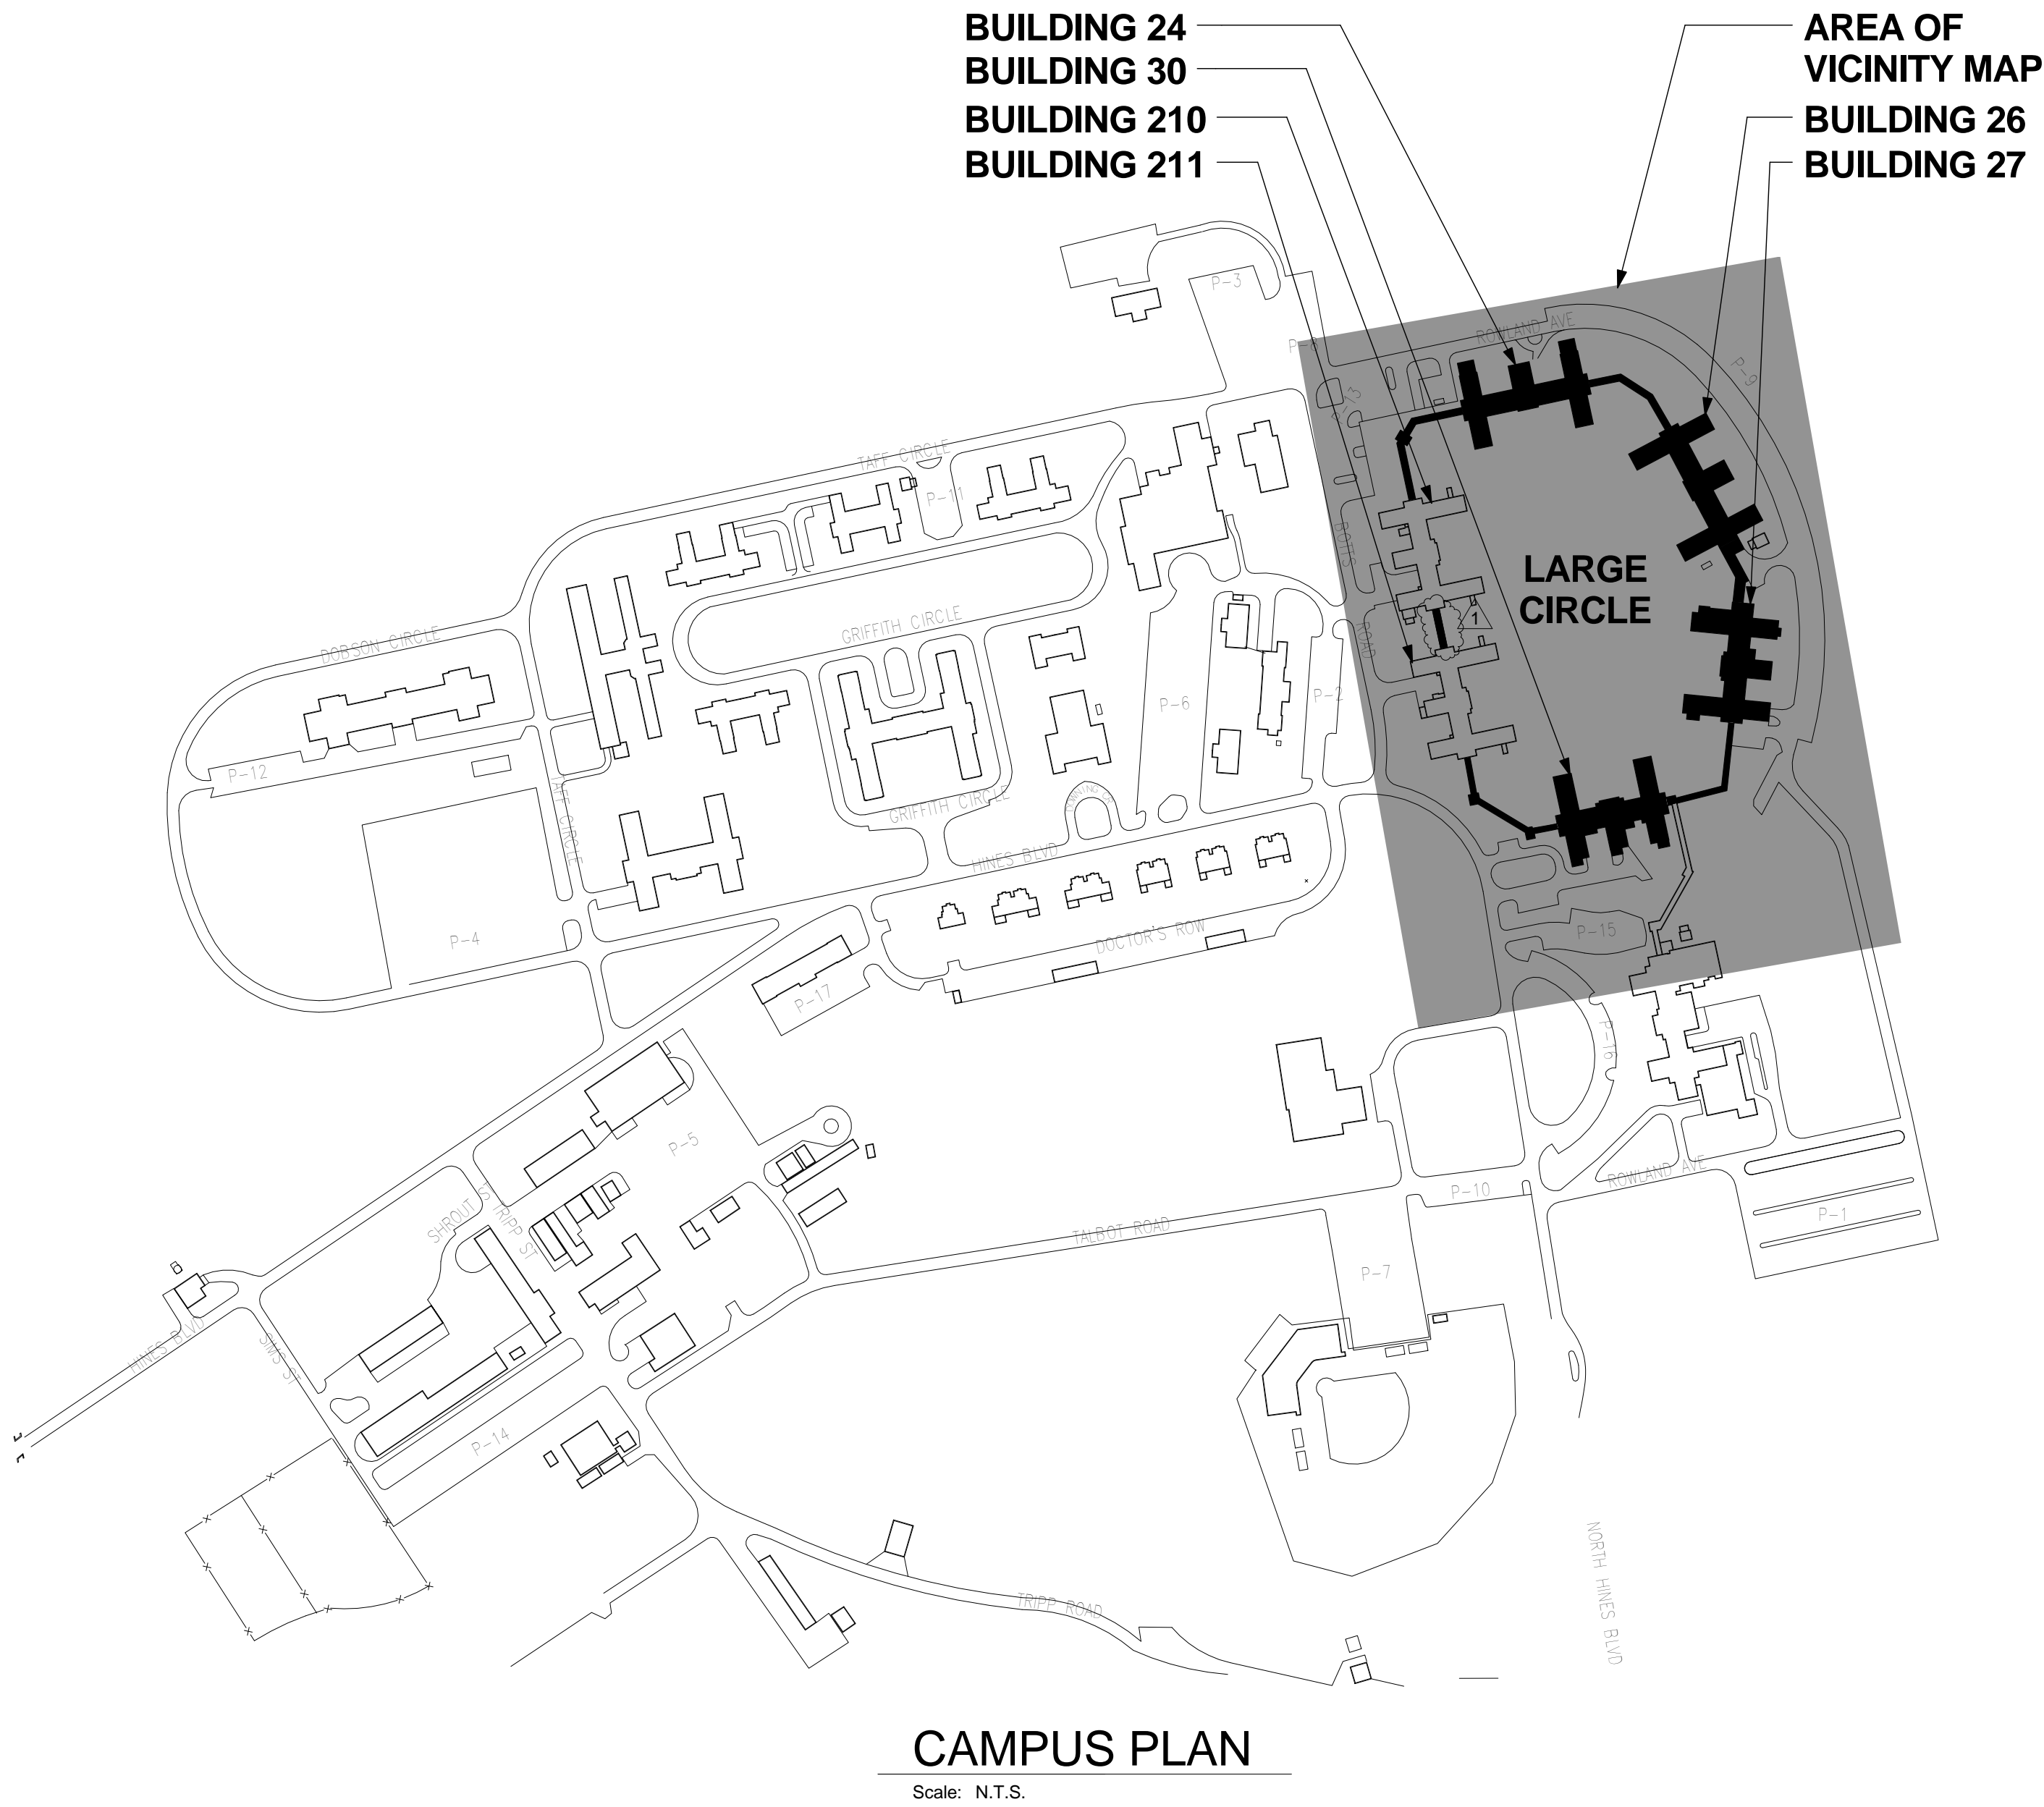 BUILDING 24
BUILDING 30
BUILDING 210
BUILDING 211
AREA OF
VICINITY MAP
BUILDING 26
BUILDING 27
P-3
P-8
ROWLAND AVE
P-9
P-13
TAFF CIRCLE
P-11
BOTTS
ROAD
LARGE
CIRCLE
1
GRIFFITH CIRCLE
DOBSON CIRCLE
P-6
P-2
P-12
TAFF CIRCLE
GRIFFITH CIRCLE
DOWNING CR
HINES BLVD
P-4
DOCTOR'S ROW
P-15
P-17
P-16
P-5
SHROUT ST
TRIPP ST
ROWLAND AVE
P-10
P-1
TALBOT ROAD
P-7
HINES BLVD
SIMS ST
P-14
TRIPP ROAD
NORTH HINES BLVD
CAMPUS PLAN
Scale: N.T.S.